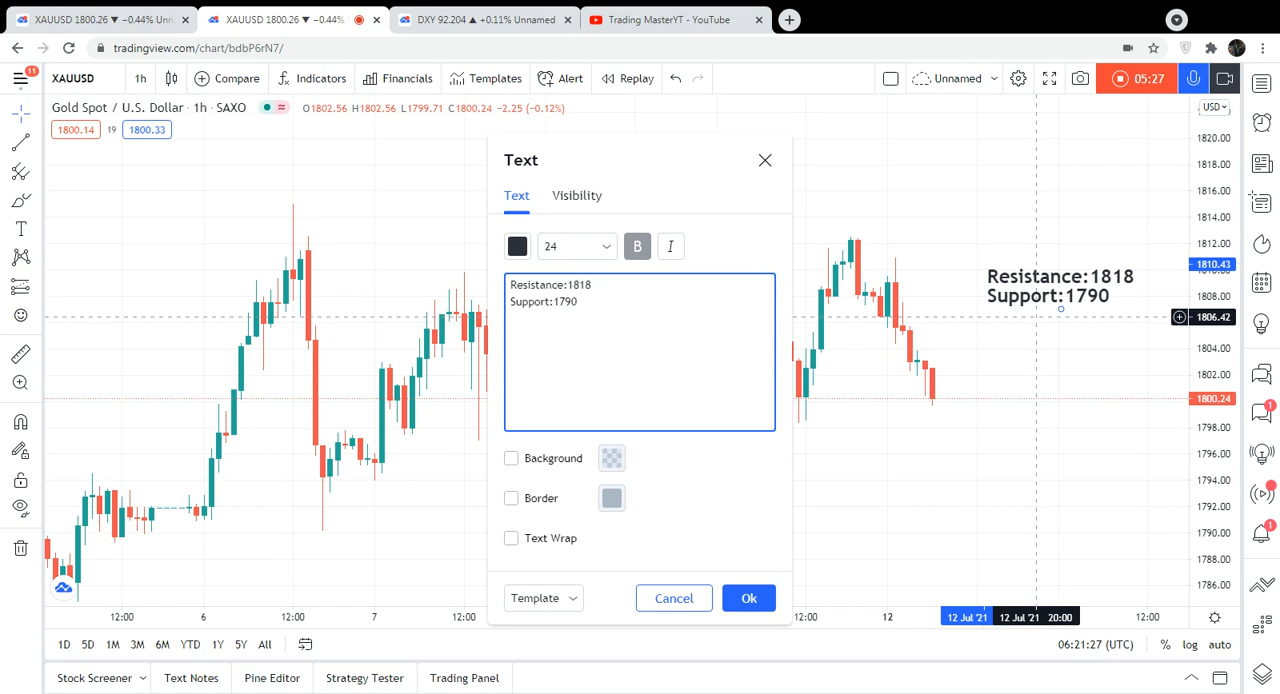 XAUUSD 1800.26 ▼ −0.44% Unn
XAUUSD 1800.26 ▼ −0.44%
DXY 92.204 ▲ +0.11% Unnamed
Trading MasterYT - YouTube
tradingview.com/chart/bdbP6rN7/
11
XAUUSD 1h Compare Indicators Financials Templates Alert Replay Unnamed 05:27
Gold Spot / U.S. Dollar · 1h · SAXO O1802.56 H1802.56 L1799.71 C1800.24 −2.25 (−0.12%)
USD
1800.14 19 1800.33
Text
Text Visibility
24 B I
Resistance:1818
Support:1790
Background
Border
Text Wrap
Template Cancel Ok
Resistance:1818
Support:1790
1820.00
1818.00
1816.00
1814.00
1812.00
1810.43
1808.00
1806.42
1804.00
1802.00
1800.24
1798.00
1796.00
1794.00
1792.00
1790.00
1788.00
1786.00
1
1
12:00 6 12:00 7 12:00 12:00 12 12 Jul '21 12 Jul '21 20:00 12:00
1D 5D 1M 3M 6M YTD 1Y 5Y All 06:21:27 (UTC) % log auto
Stock Screener Text Notes Pine Editor Strategy Tester Trading Panel